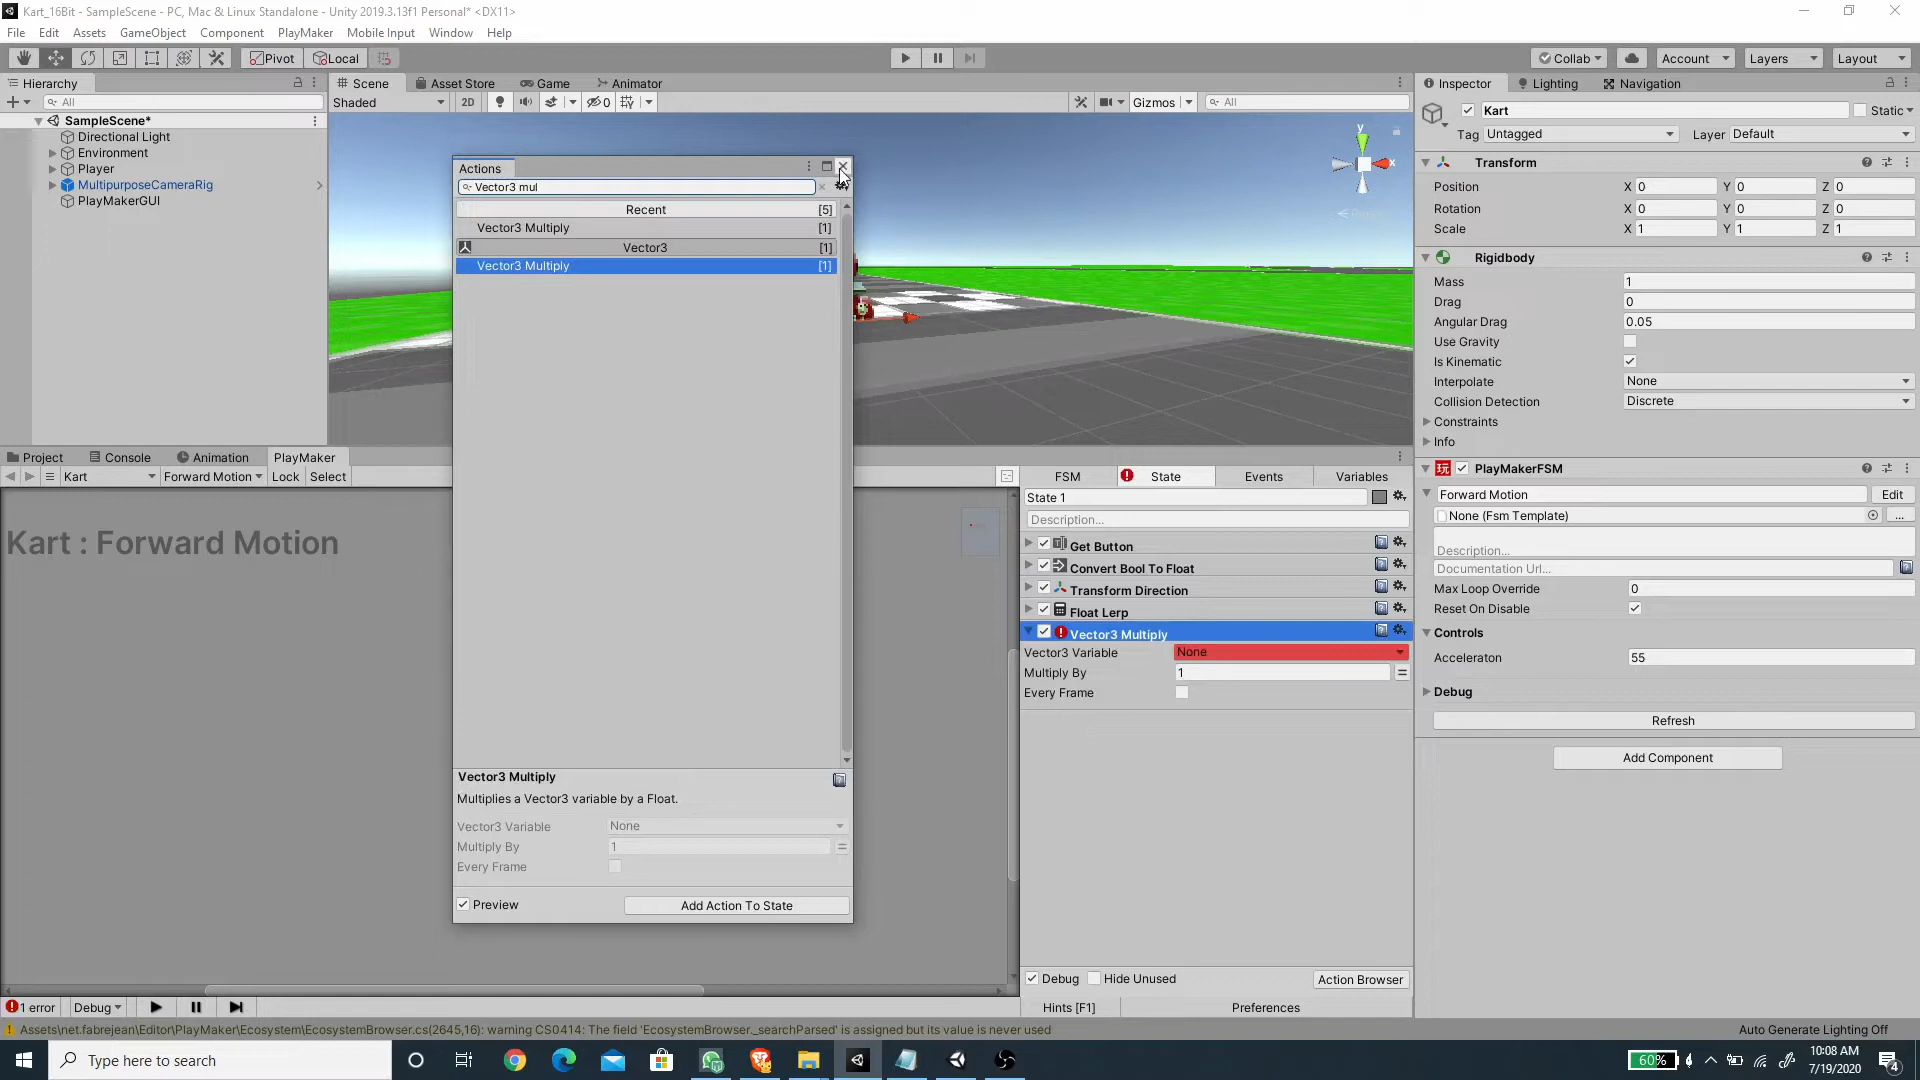 Kart_16Bit - SampleScene - PC, Mac & Linux Standalone - Unity 2019.3.13f1 Personal* <DX11>
File Edit Assets GameObject Component PlayMaker Mobile Input Window Help
Pivot Local Collab Account Layers Layout
Hierarchy
All
SampleScene*
Directional Light
Environment
Player
MultipurposeCameraRig
PlayMakerGUI
Scene Asset Store Game Animator
Shaded 2D 0 Gizmos All
y
x
Actions
Vector3 mul
Recent [5]
Vector3 Multiply [1]
Vector3 [1]
Vector3 Multiply [1]
Vector3 Multiply
Multiplies a Vector3 variable by a Float.
Vector3 Variable None
Multiply By 1
Every Frame
Preview Add Action To State
Inspector Lighting Navigation
Kart Static
Tag Untagged Layer Default
Transform
Position X 0 Y 0 Z 0
Rotation X 0 Y 0 Z 0
Scale X 1 Y 1 Z 1
Rigidbody
Mass 1
Drag 0
Angular Drag 0.05
Use Gravity
Is Kinematic
Interpolate None
Collision Detection Discrete
Constraints
Info
PlayMakerFSM
Forward Motion Edit
None (Fsm Template) ...
Description...
Documentation Url...
Max Loop Override 0
Reset On Disable
Controls
Acceleraton 55
Debug
Refresh
Add Component
Project Console Animation PlayMaker
Kart Forward Motion Lock Select
Kart : Forward Motion
FSM State Events Variables
State 1
Description...
Get Button
Convert Bool To Float
Transform Direction
Float Lerp
Vector3 Multiply
Vector3 Variable None
Multiply By 1
Every Frame
Debug Hide Unused Action Browser
1 error Debug Hints [F1] Preferences
Assets\net.fabrejean\Editor\PlayMaker\Ecosystem\EcosystemBrowser.cs(2645,16): warning CS0414: The field 'EcosystemBrowser._searchParsed' is assigned but its value is never used
Auto Generate Lighting Off
Type here to search
60%
10:08 AM
7/19/2020
4